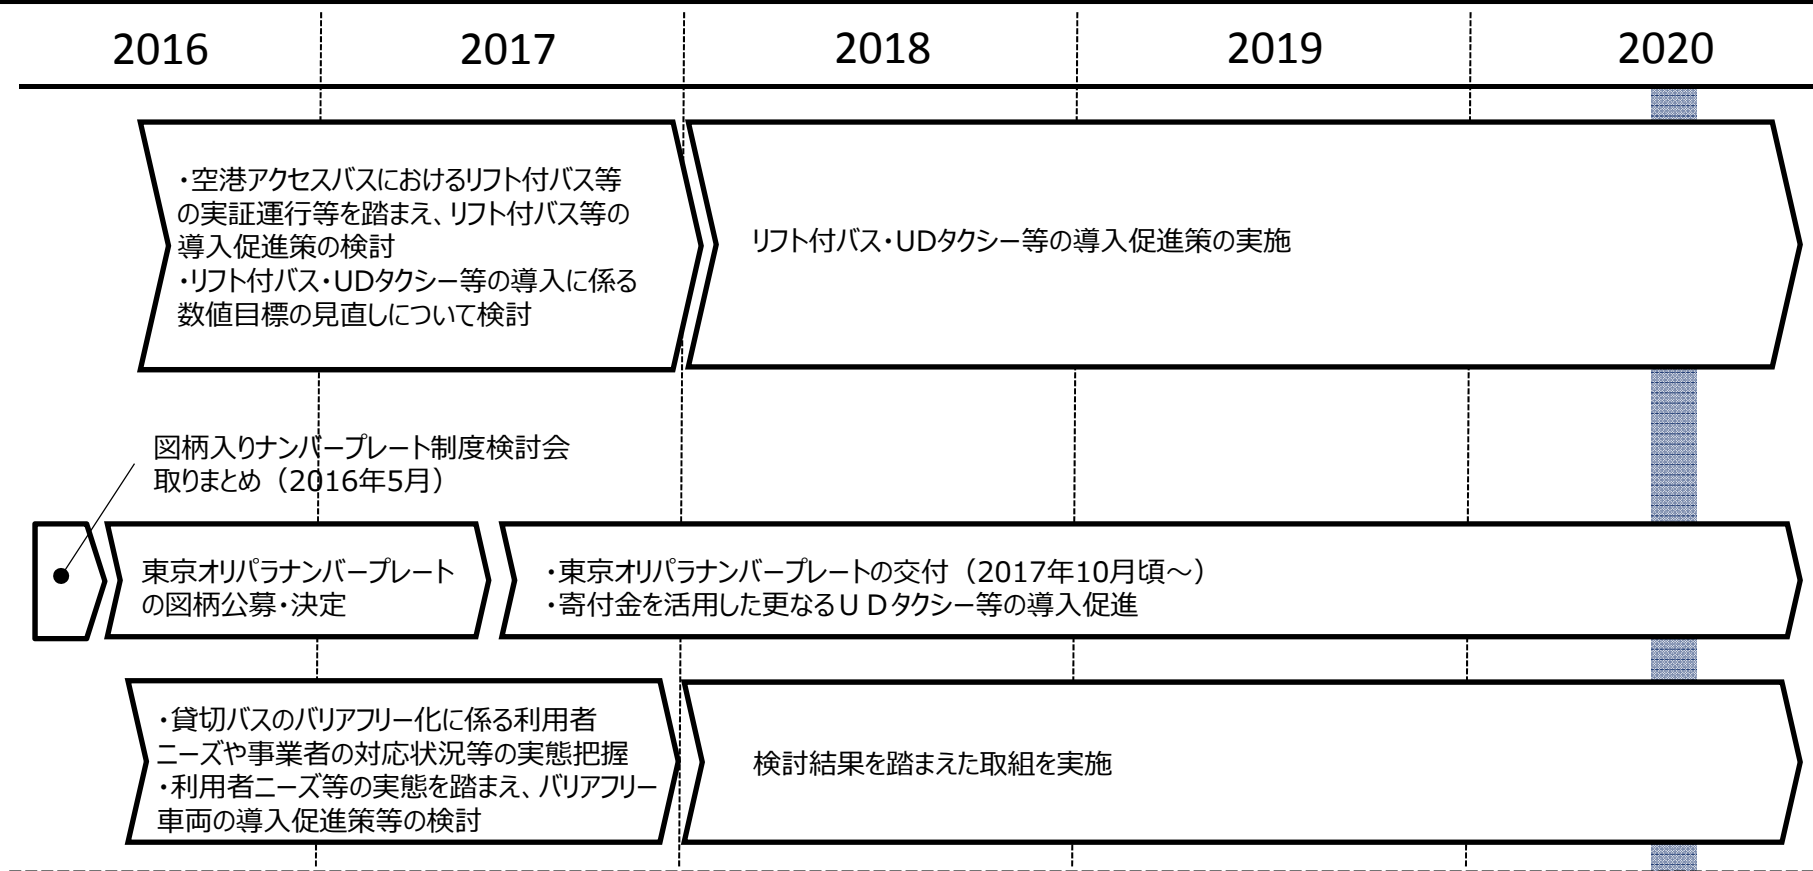 2016 2017 2018 2019 2020
・空港アクセスバスにおけるリフト付バス等
の実証運行等を踏まえ、リフト付バス等の
導入促進策の検討
・リフト付バス・UDタクシー等の導入に係る
数値目標の見直しについて検討
リフト付バス・UDタクシー等の導入促進策の実施
図柄入りナンバープレート制度検討会
取りまとめ（2016年5月）
東京オリパラナンバープレート
の図柄公募・決定
・東京オリパラナンバープレートの交付（2017年10月頃～）
・寄付金を活用した更なるＵＤタクシー等の導入促進
・貸切バスのバリアフリー化に係る利用者
ニーズや事業者の対応状況等の実態把握
・利用者ニーズ等の実態を踏まえ、バリアフリー
車両の導入促進策等の検討
検討結果を踏まえた取組を実施